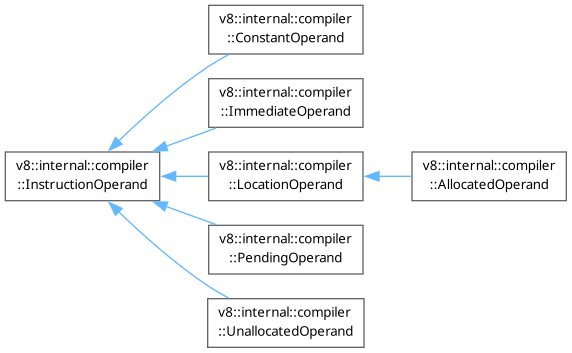 v8::internal::compiler
::ConstantOperand
v8::internal::compiler
::ImmediateOperand
v8::internal::compiler
::InstructionOperand
v8::internal::compiler
::LocationOperand
v8::internal::compiler
::AllocatedOperand
v8::internal::compiler
::PendingOperand
v8::internal::compiler
::UnallocatedOperand